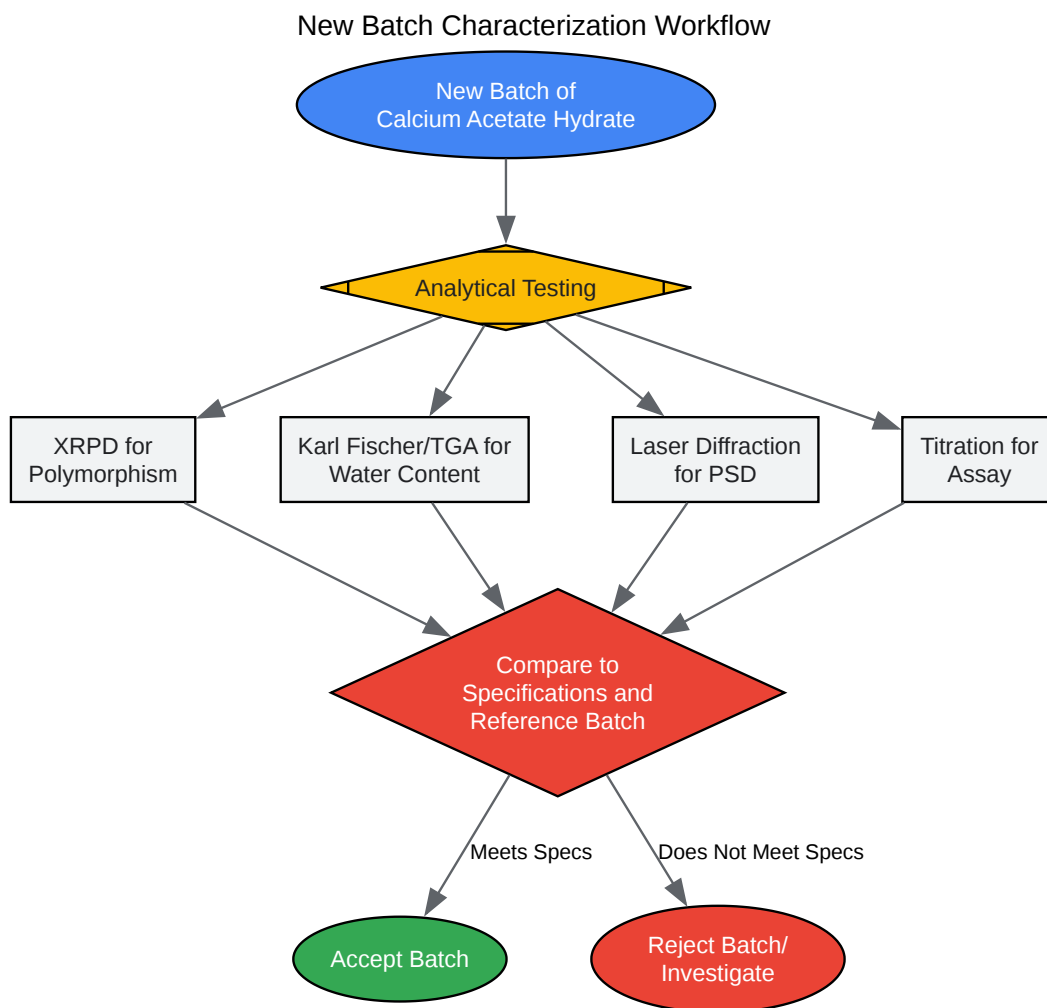 New Batch Characterization Workflow
New Batch of
Calcium Acetate Hydrate
Analytical Testing
XRPD for
Polymorphism
Karl Fischer/TGA for
Water Content
Laser Diffraction
for PSD
Titration for
Assay
Compare to
Specifications and
Reference Batch
Meets Specs
Does Not Meet Specs
Accept Batch
Reject Batch/
Investigate